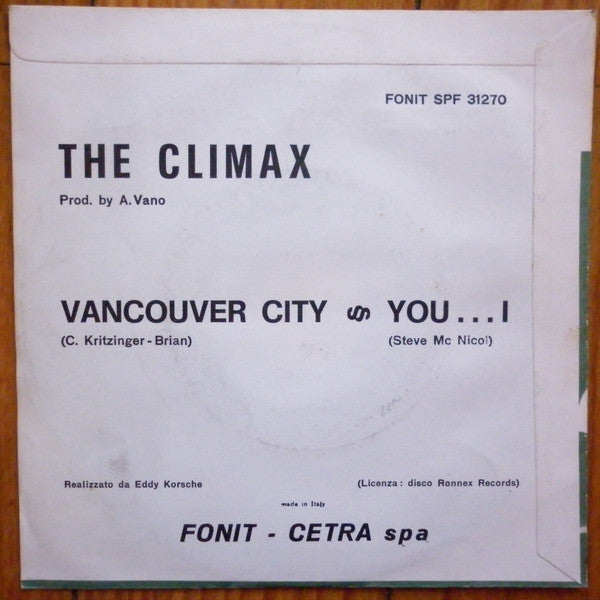 FONIT SPF 31270
THE CLIMAX
Prod. by A. Vano
VANCOUVER CITY § YOU...I
(C. Kritzinger - Brian) (Steve Mc Nicol)
Realizzato da Eddy Korsche (Licenza : disco Ronnex Records)
made in Italy
FONIT - CETRA spa